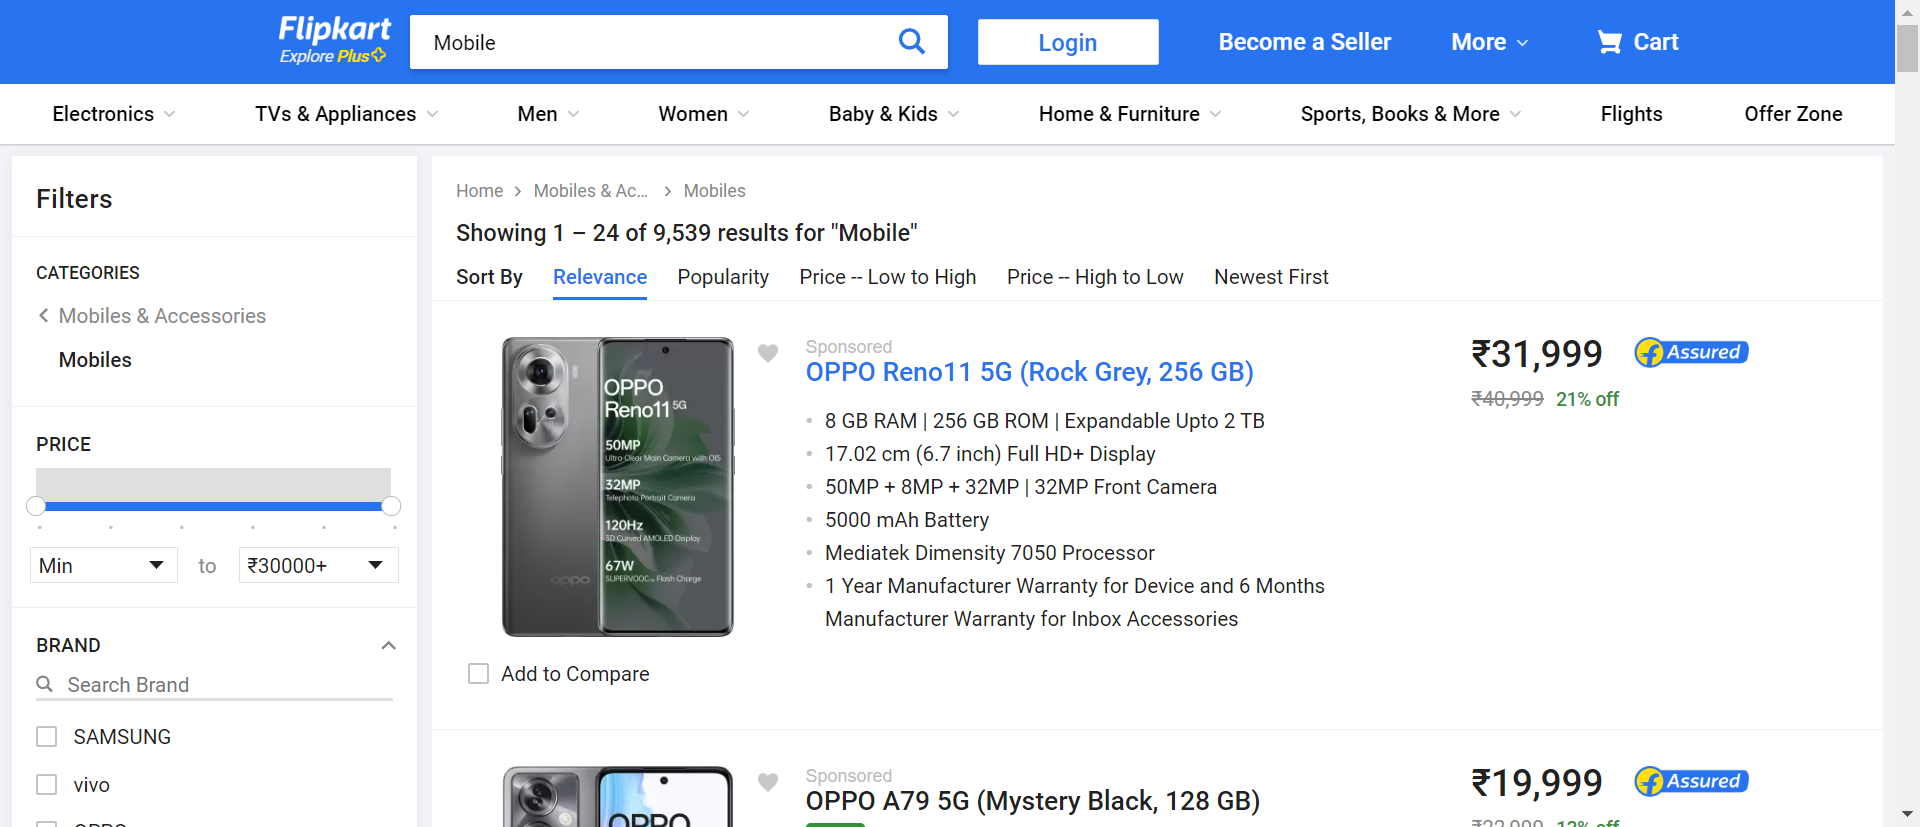 Flipkart
Explore Plus
Mobile
Login
Become a Seller
More
Cart
Electronics
TVs & Appliances
Men
Women
Baby & Kids
Home & Furniture
Sports, Books & More
Flights
Offer Zone
Filters
CATEGORIES
Mobiles & Accessories
Mobiles
PRICE
Min
to
₹30000+
BRAND
Search Brand
SAMSUNG
vivo
OPPO
Home
Mobiles & Ac...
Mobiles
Showing 1 – 24 of 9,539 results for "Mobile"
Sort By
Relevance
Popularity
Price -- Low to High
Price -- High to Low
Newest First
OPPO
Reno11 5G
50MP
Ultra-Clear Main Camera with OIS
32MP
Telephoto Portrait Camera
120Hz
3D Curved AMOLED Display
67W
SUPERVOOC™ Flash Charge
oppo
Add to Compare
Sponsored
OPPO Reno11 5G (Rock Grey, 256 GB)
8 GB RAM | 256 GB ROM | Expandable Upto 2 TB
17.02 cm (6.7 inch) Full HD+ Display
50MP + 8MP + 32MP | 32MP Front Camera
5000 mAh Battery
Mediatek Dimensity 7050 Processor
1 Year Manufacturer Warranty for Device and 6 Months
Manufacturer Warranty for Inbox Accessories
₹31,999
Assured
₹40,999 21% off
OPPO
Sponsored
OPPO A79 5G (Mystery Black, 128 GB)
₹19,999
Assured
₹22,999 13% off